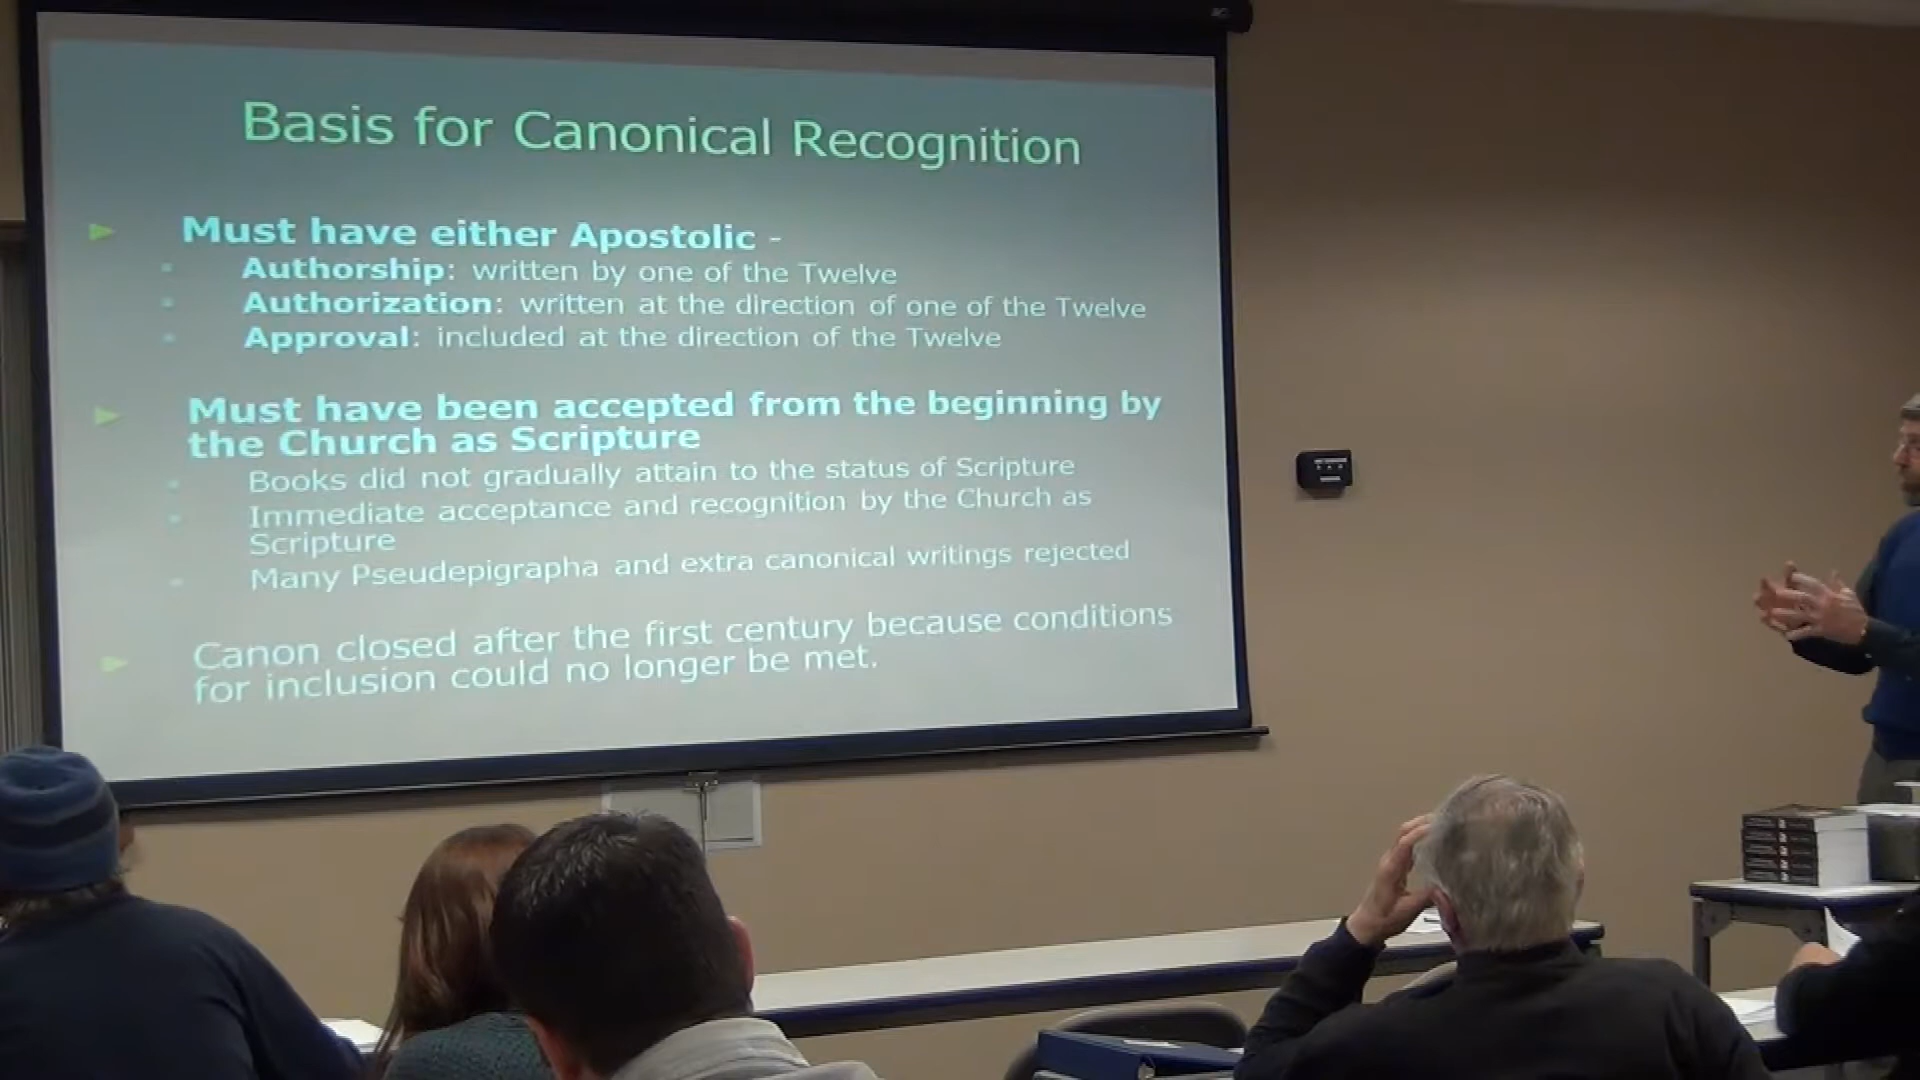 Basis for Canonical Recognition
Must have either Apostolic -
Authorship: written by one of the Twelve
Authorization: written at the direction of one of the Twelve
Approval: included at the direction of the Twelve
Must have been accepted from the beginning by
the Church as Scripture
Books did not gradually attain to the status of Scripture
Immediate acceptance and recognition by the Church as
Scripture
Many Pseudepigrapha and extra canonical writings rejected
Canon closed after the first century because conditions
for inclusion could no longer be met.